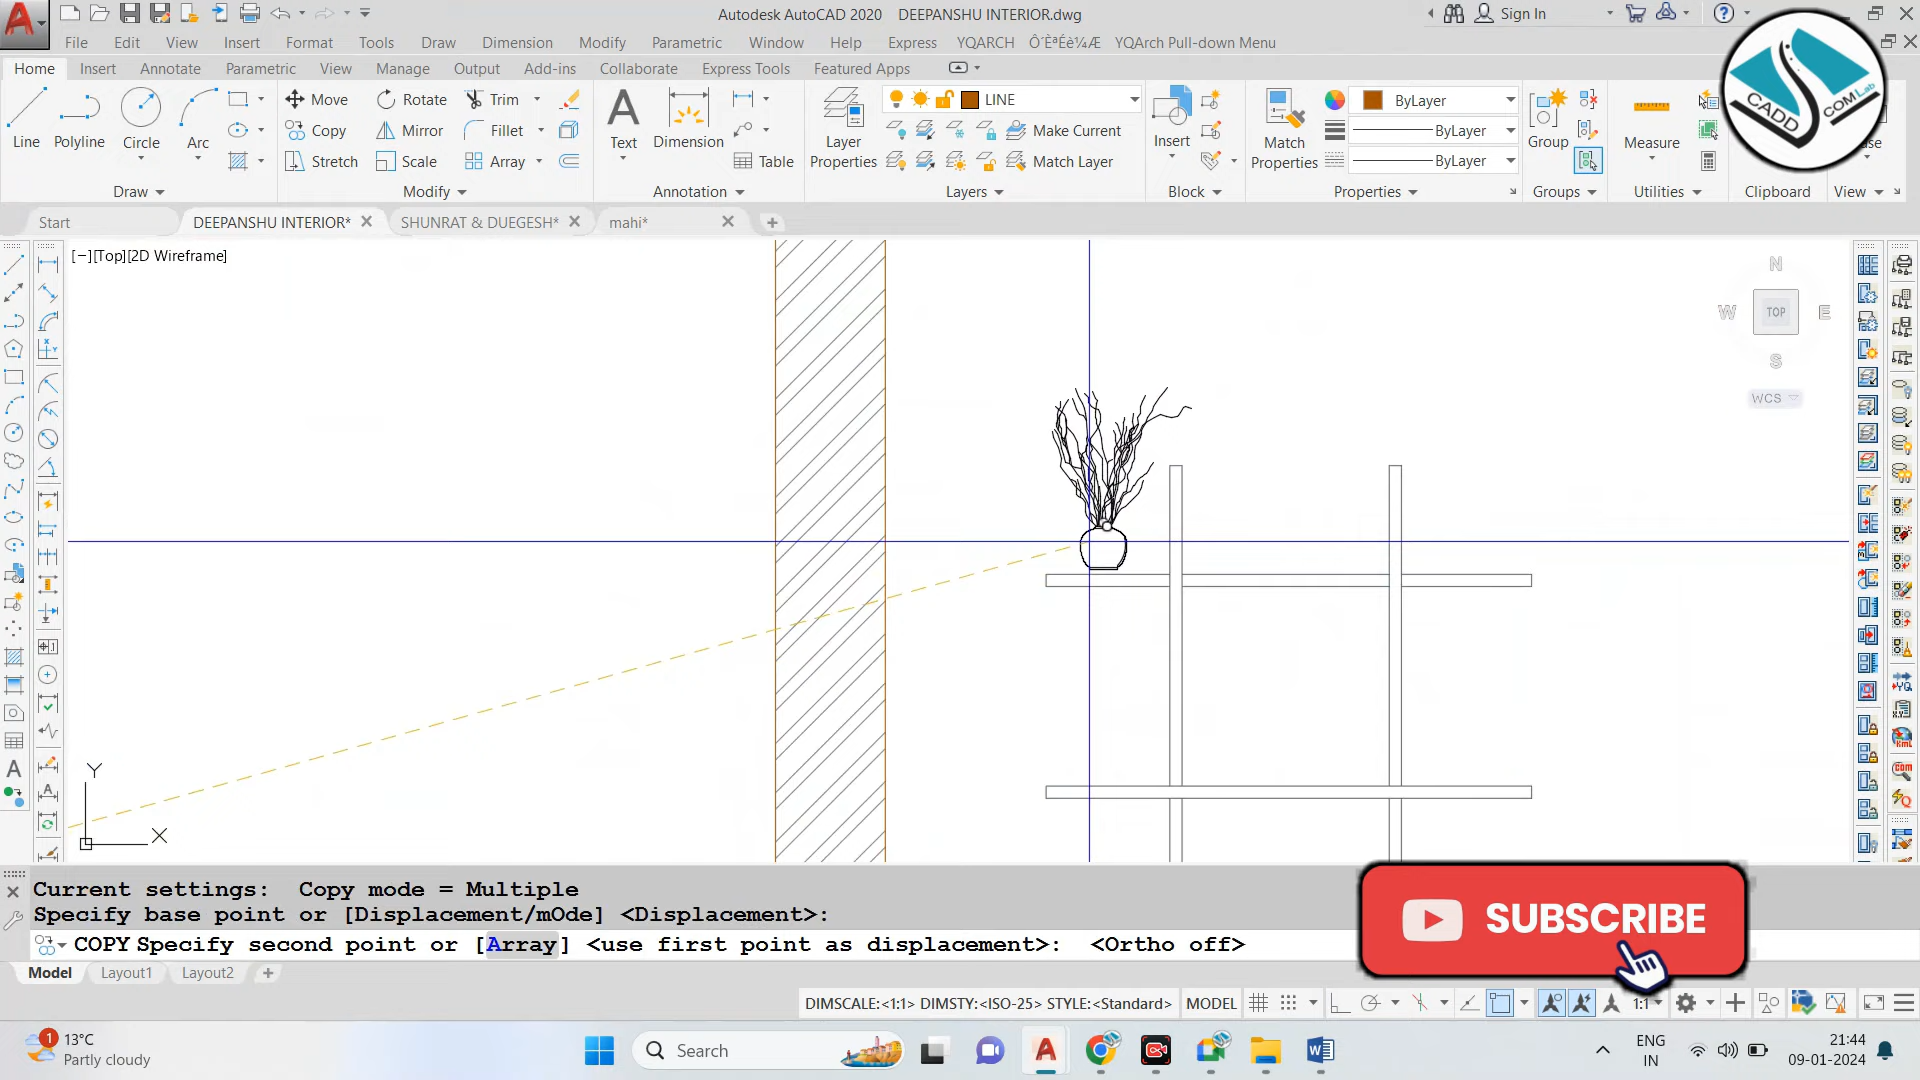 Autodesk AutoCAD 2020 DEEPANSHU INTERIOR.dwg
Sign In
File Edit View Insert Format Tools Draw Dimension Modify Parametric Window Help Express YQARCH Ô´ÈªÉè¼Æ YQArch Pull-down Menu
Home Insert Annotate Parametric View Manage Output Add-ins Collaborate Express Tools Featured Apps
Line Polyline Circle Arc
Move Rotate Trim
Copy Mirror Fillet
Stretch Scale Array
Text Dimension Table
Layer Properties
LINE
Make Current
Match Layer
Insert
Match Properties
ByLayer
ByLayer
ByLayer
Group
Measure
CADD COM Lab
Draw Modify Annotation Layers Block Properties Groups Utilities Clipboard View
Start DEEPANSHU INTERIOR* SHUNRAT & DUEGESH* mahi*
[−][Top][2D Wireframe]
N
W TOP E
S
WCS
Y
X
Current settings: Copy mode = Multiple
Specify base point or [Displacement/mOde] <Displacement>:
COPY Specify second point or [Array] <use first point as displacement>: <Ortho off>
SUBSCRIBE
Model Layout1 Layout2
DIMSCALE:<1:1> DIMSTY:<ISO-25> STYLE:<Standard> MODEL 1:1
1
13°C
Partly cloudy
Search
ENG
IN
21:44
09-01-2024